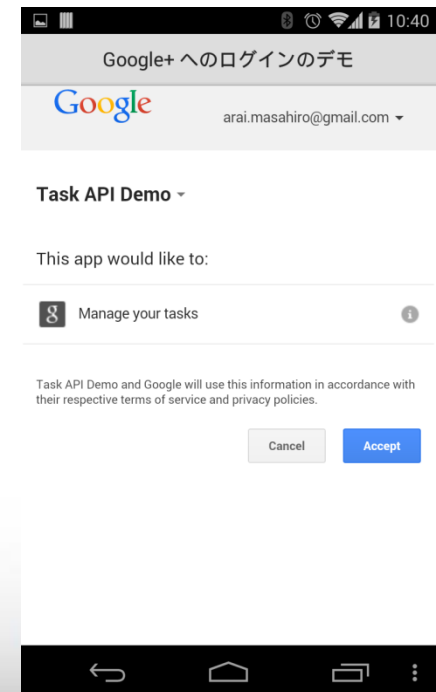 10:40
Google+ へのログインのデモ
Google
arai.masahiro@gmail.com
Task API Demo
This app would like to:
8 Manage your tasks i
Task API Demo and Google will use this information in accordance with
their respective terms of service and privacy policies.
Cancel Accept